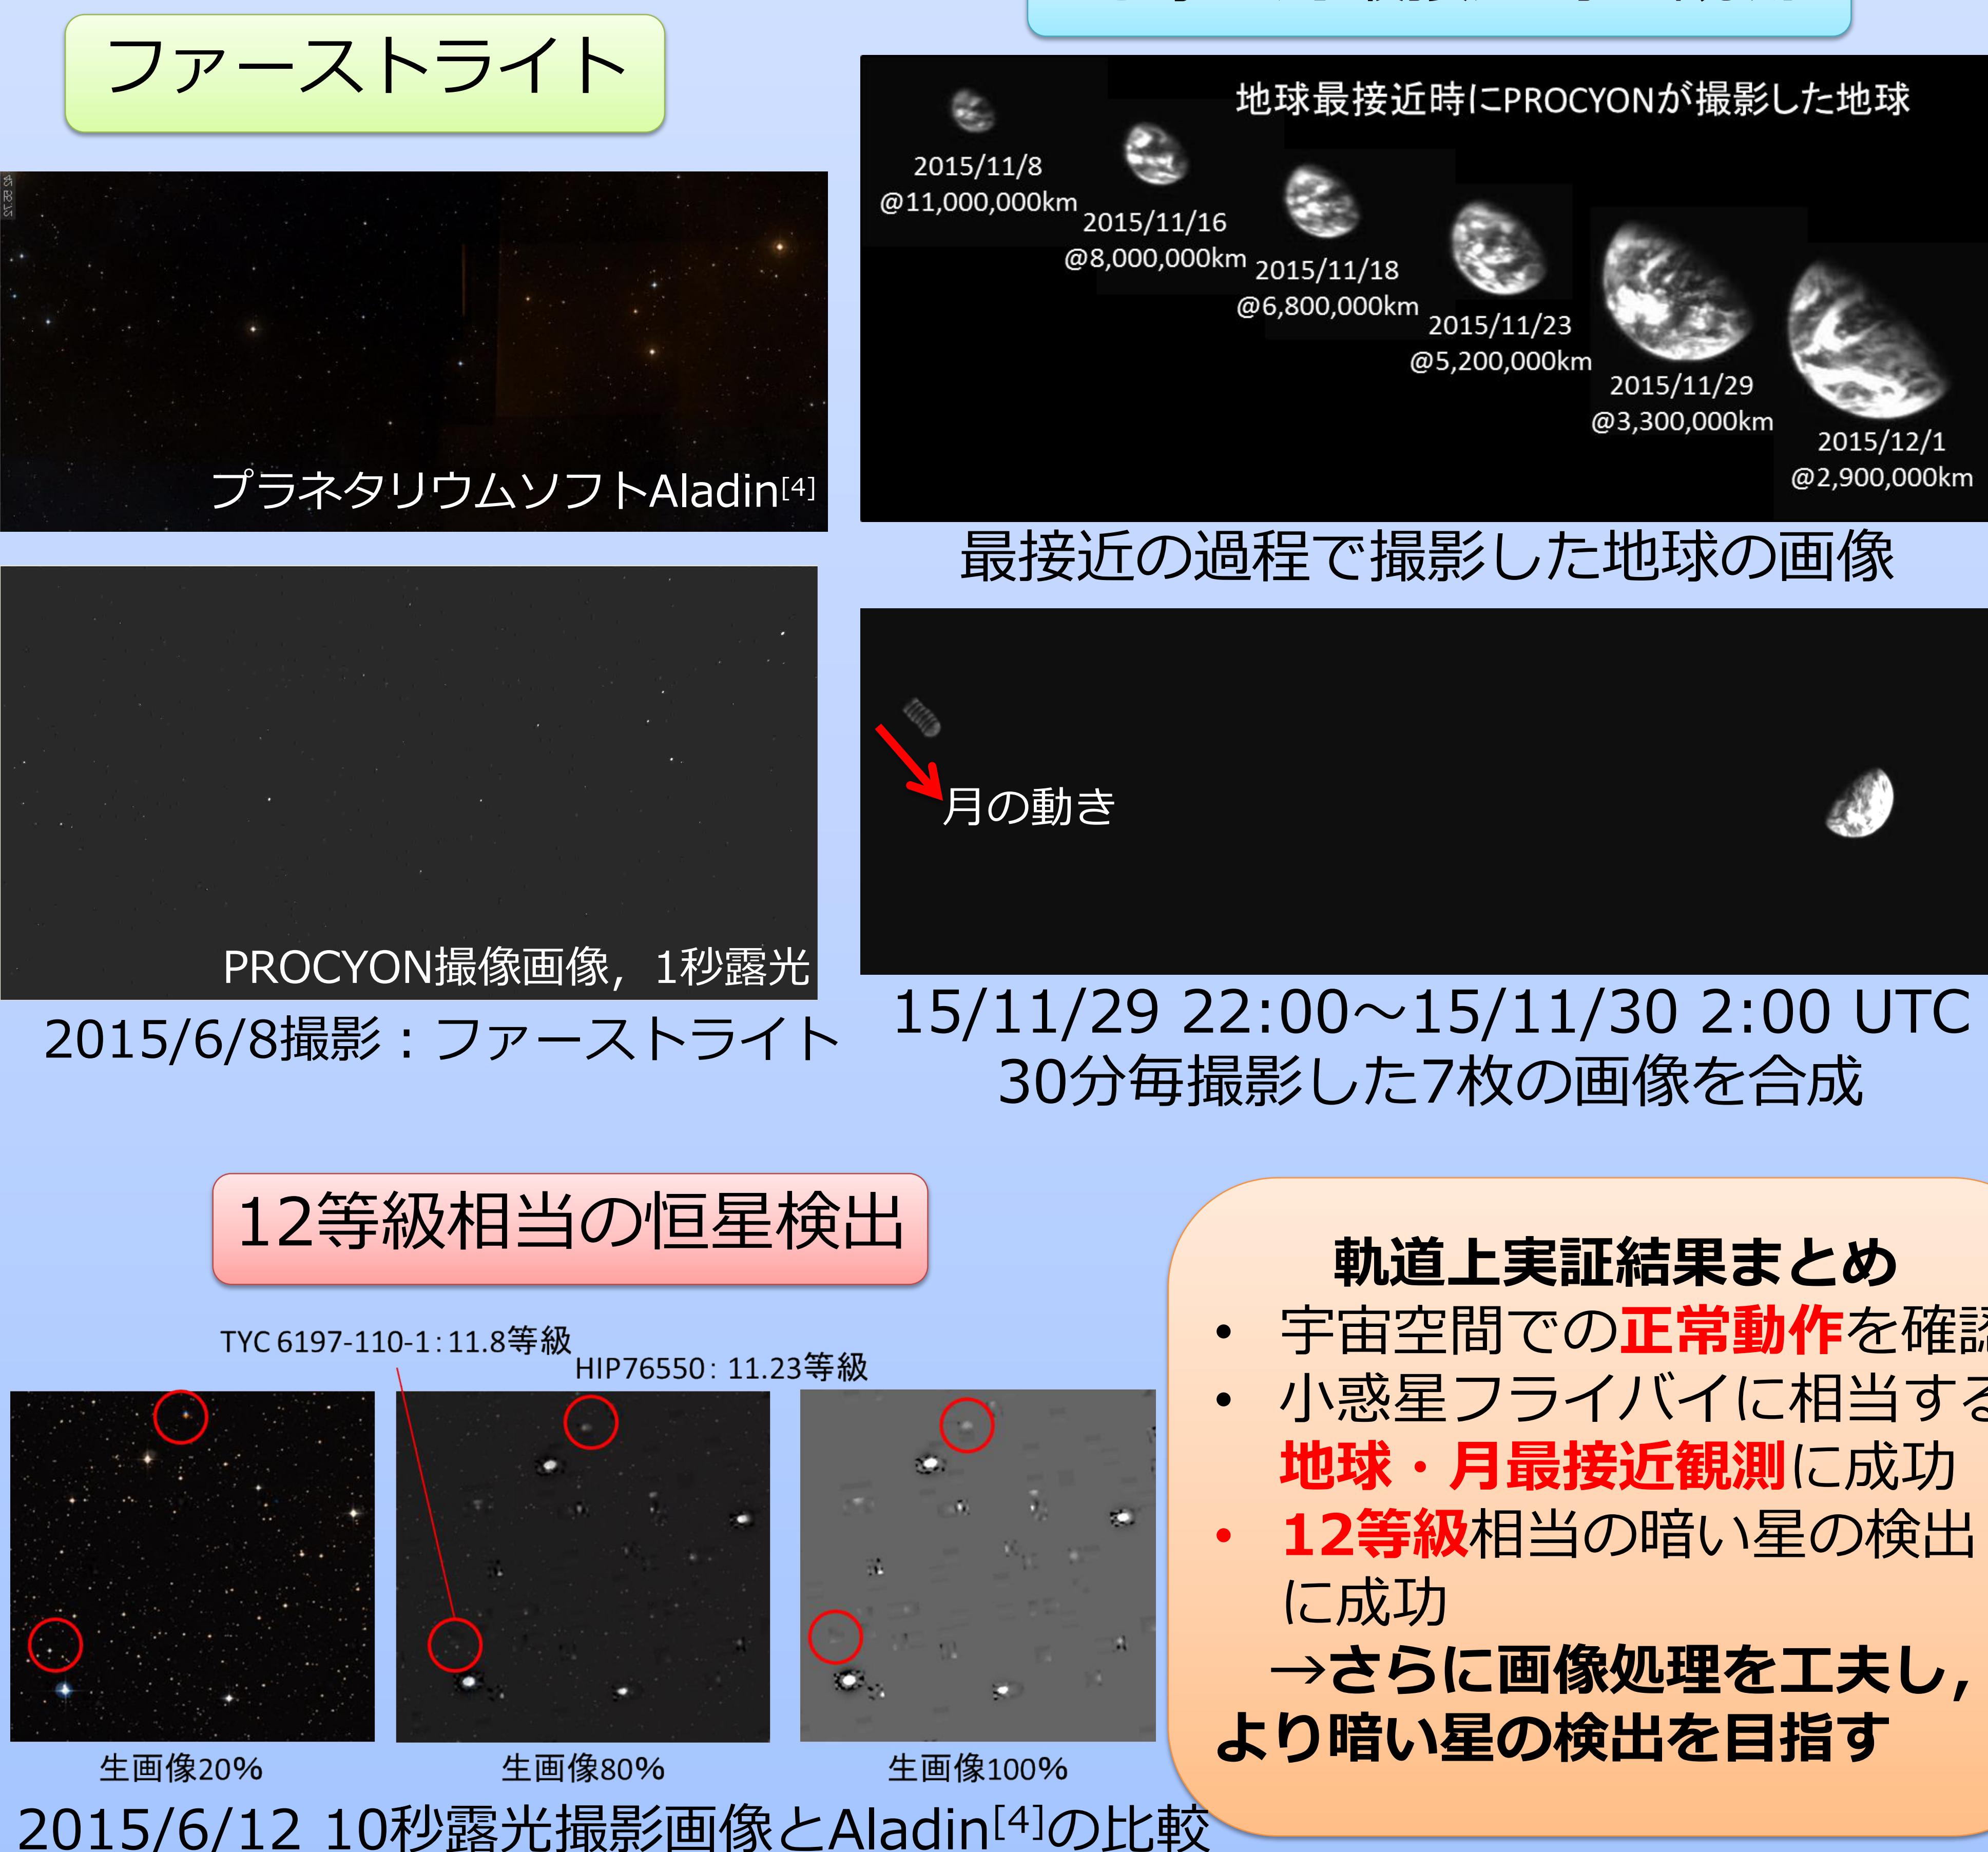 ファーストライト
プラネタリウムソフトAladin[4]
PROCYON撮像画像，1秒露光
2015/6/8撮影：ファーストライト
地球最接近時にPROCYONが撮影した地球
2015/11/8
@11,000,000km
2015/11/16
@8,000,000km
2015/11/18
@6,800,000km
2015/11/23
@5,200,000km
2015/11/29
@3,300,000km
2015/12/1
@2,900,000km
最接近の過程で撮影した地球の画像
月の動き
15/11/29 22:00～15/11/30 2:00 UTC
30分毎撮影した7枚の画像を合成
12等級相当の恒星検出
TYC 6197-110-1：11.8等級
HIP76550： 11.23等級
生画像20%
生画像80%
生画像100%
2015/6/12 10秒露光撮影画像とAladin[4]の比較
軌道上実証結果まとめ
• 宇宙空間での正常動作を確認
• 小惑星フライバイに相当する
地球・月最接近観測に成功
• 12等級相当の暗い星の検出
に成功
→さらに画像処理を工夫し，
より暗い星の検出を目指す